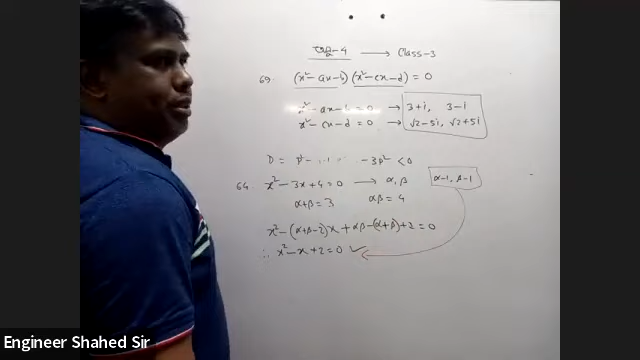 → Class-3
69. (x²-ax-b)(x²-cx-d)=0
x²-ax-b=0 → 3+i, 3-i
x²-cx-d=0 → √2-5i, √2+5i
-3p² <0
64. x²-3x+4=0 → α,β α-1, β-1
α+β=3 αβ=4
x²-(α+β-2)x+αβ-(α+β)+1=0
∴ x²-x+2=0
Engineer Shahed Sir